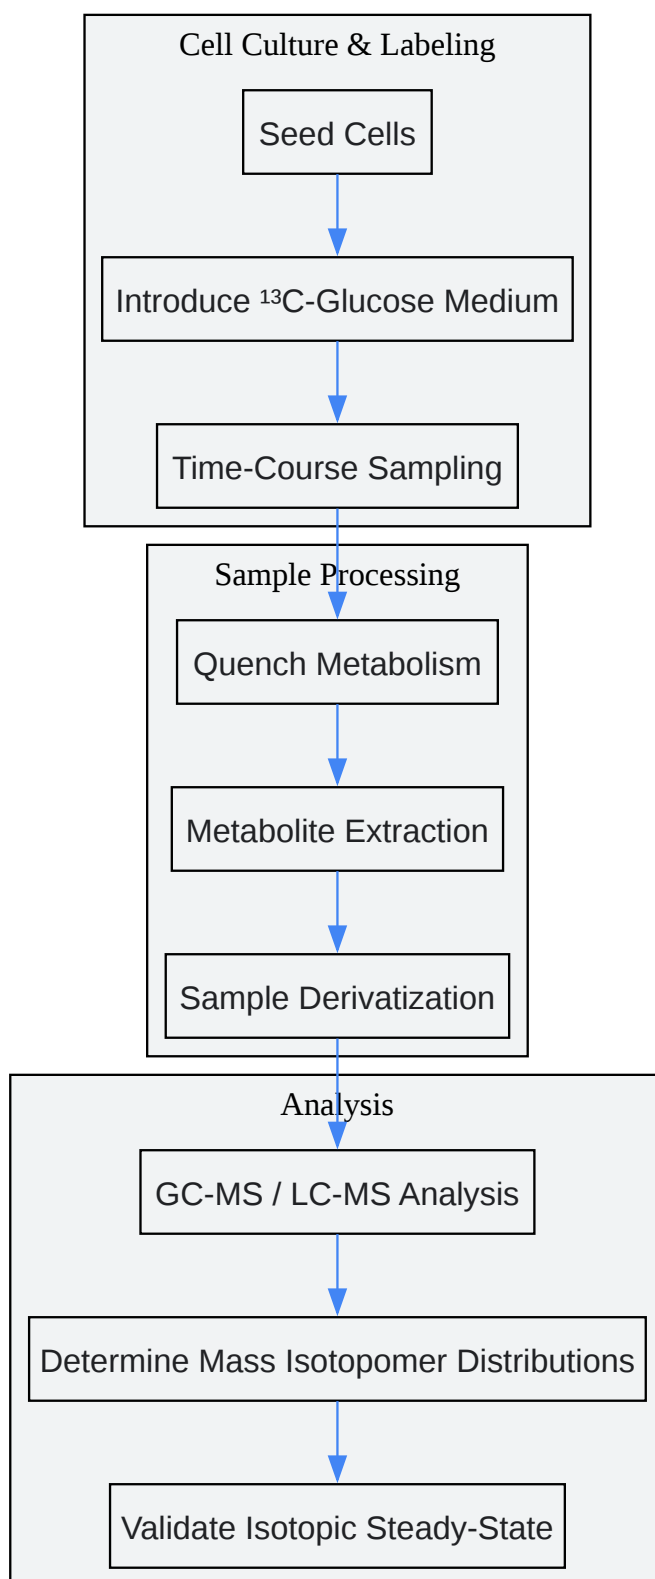 Cell Culture & Labeling
Seed Cells
Introduce ¹³C-Glucose Medium
Time-Course Sampling
Sample Processing
Quench Metabolism
Metabolite Extraction
Sample Derivatization
Analysis
GC-MS / LC-MS Analysis
Determine Mass Isotopomer Distributions
Validate Isotopic Steady-State